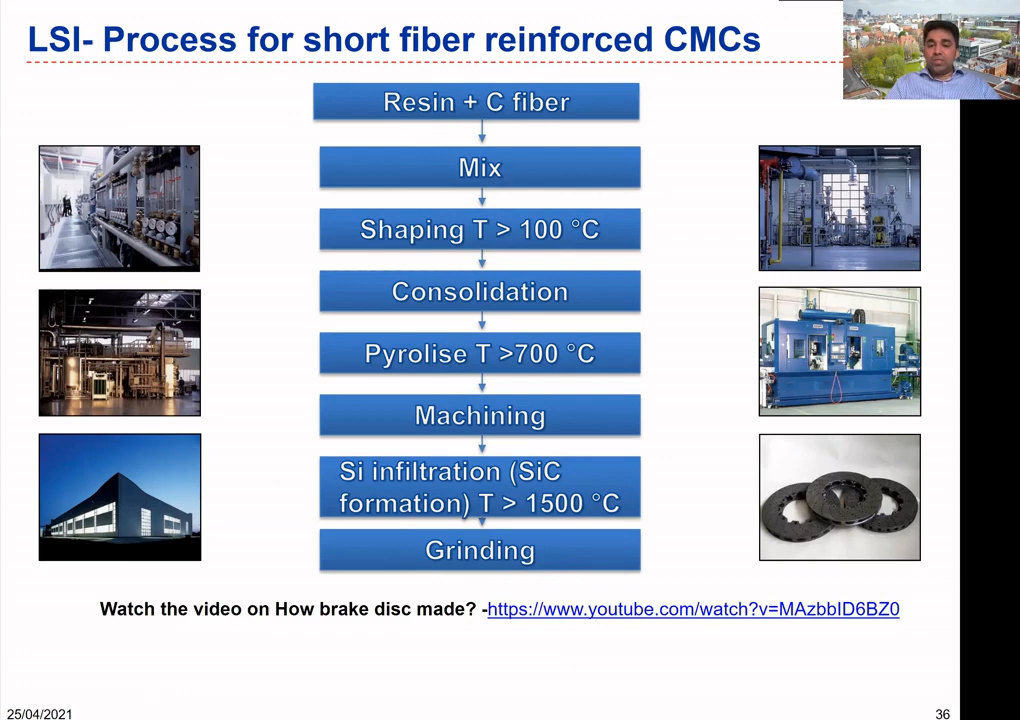 LSI- Process for short fiber reinforced CMCs
Resin + C fiber
Mix
Shaping T > 100 °C
Consolidation
Pyrolise T >700 °C
Machining
Si infiltration (SiC
formation) T > 1500 °C
Grinding
Watch the video on How brake disc made? -https://www.youtube.com/watch?v=MAzbbID6BZ0
25/04/2021
36